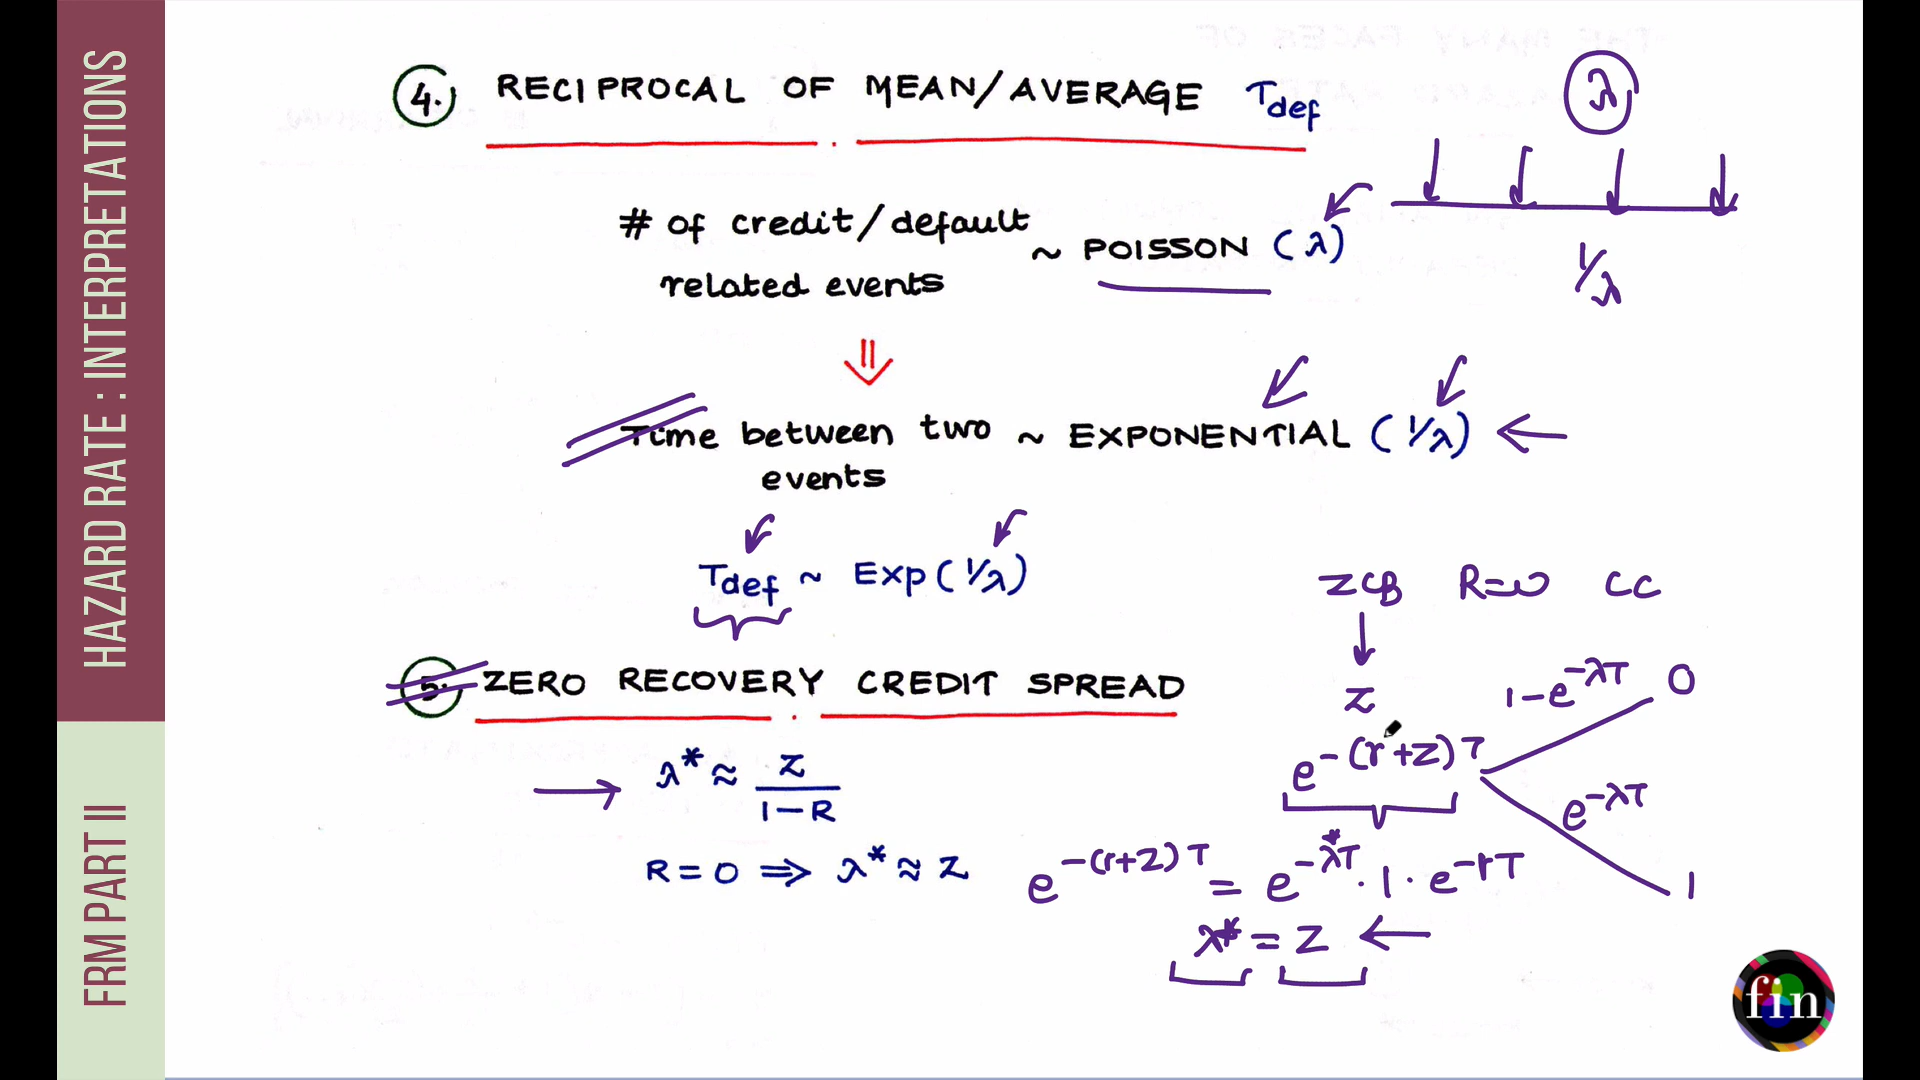 HAZARD RATE : INTERPRETATIONS
FRM PART II
4. RECIPROCAL OF MEAN/AVERAGE Tdef
λ
# of credit/default related events ~ POISSON (λ)
1/λ
⇓
Time between two events ~ EXPONENTIAL (1/λ)
Tdef ~ Exp(1/λ)
5. ZERO RECOVERY CREDIT SPREAD
λ* ≈ z/(1-R)
R = 0 ⇒ λ* ≈ z
ZCB R=0 CC
z
e^-(r+z)T
1-e^-λT 0
e^-λT 1
e^-(r+z)T = e^-λ*T . 1 . e^-rT
λ* = z
fin